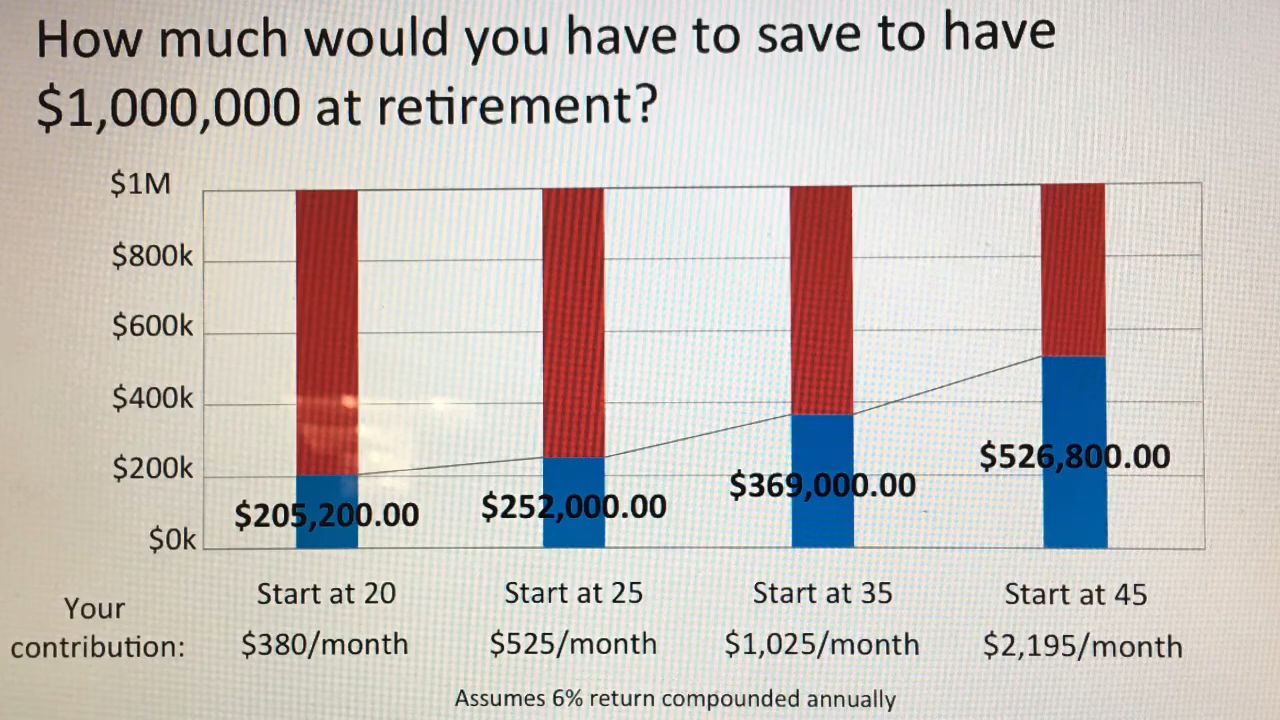 How much would you have to save to have
$1,000,000 at retirement?
$1M
$800k
$600k
$400k
$200k
$0k
$205,200.00
$252,000.00
$369,000.00
$526,800.00
Start at 20
Start at 25
Start at 35
Start at 45
Your
contribution:
$380/month
$525/month
$1,025/month
$2,195/month
Assumes 6% return compounded annually